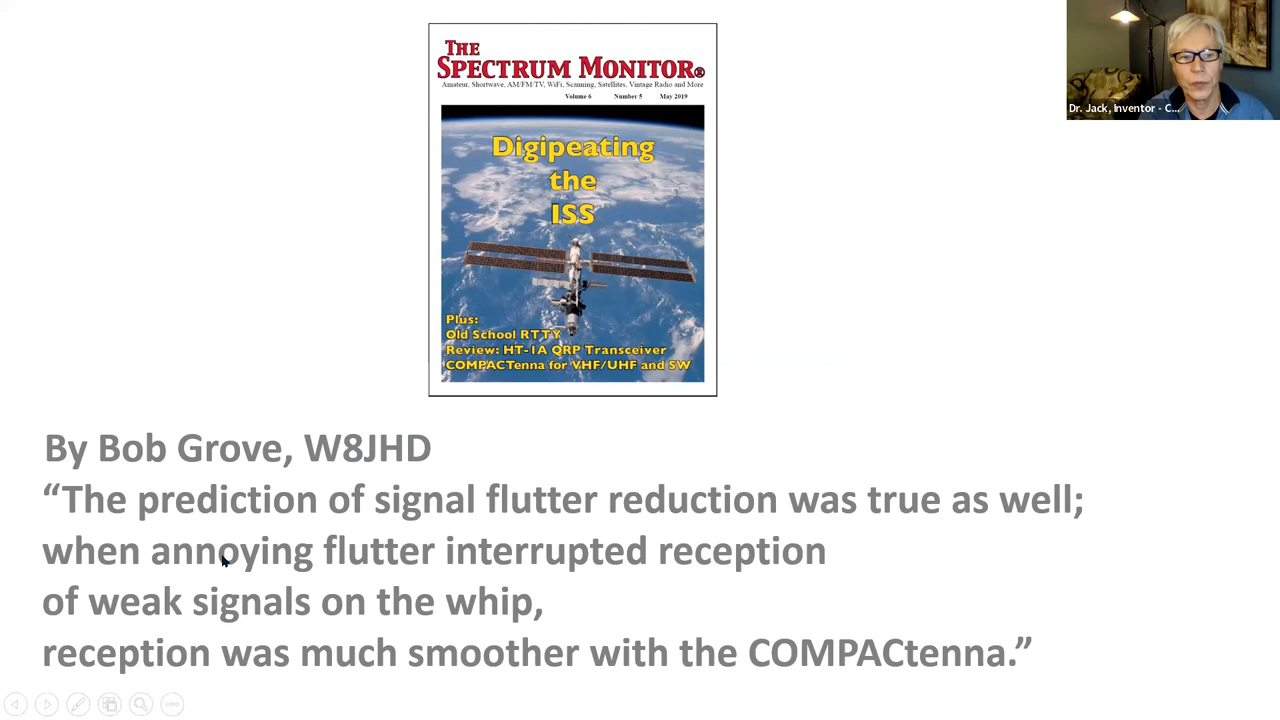 THE
SPECTRUM MONITOR®
Amateur, Shortwave, AM/FM/TV, WiFi, Scanning, Satellites, Vintage Radio and More
Volume 6 Number 5 May 2019
Digipeating
the
ISS
Plus:
Old School RTTY
Review: HT-1A QRP Transceiver
COMPACTenna for VHF/UHF and SW
Dr. Jack, Inventor - C...
By Bob Grove, W8JHD
“The prediction of signal flutter reduction was true as well;
when annoying flutter interrupted reception
of weak signals on the whip,
reception was much smoother with the COMPACtenna.”